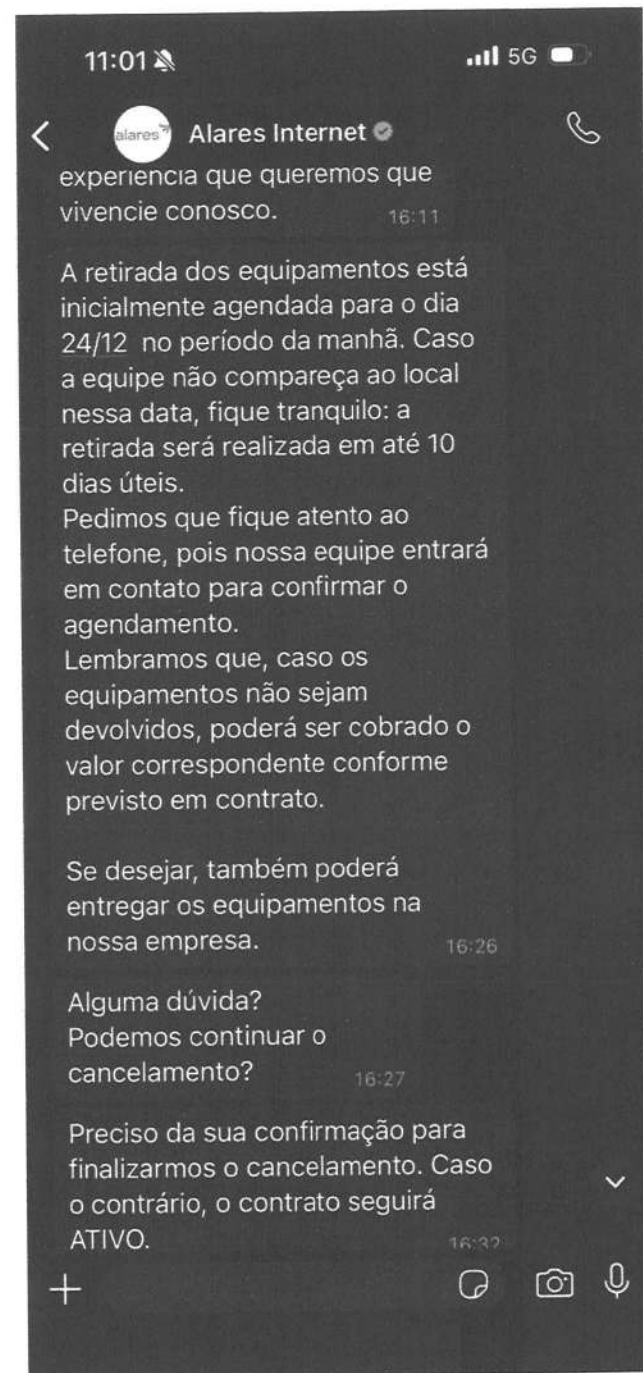 11:01
5G
alares
Alares Internet
experiência que queremos que
vivencie conosco. 16:11
A retirada dos equipamentos está
inicialmente agendada para o dia
24/12 no período da manhã. Caso
a equipe não compareça ao local
nessa data, fique tranquilo: a
retirada será realizada em até 10
dias úteis.
Pedimos que fique atento ao
telefone, pois nossa equipe entrará
em contato para confirmar o
agendamento.
Lembramos que, caso os
equipamentos não sejam
devolvidos, poderá ser cobrado o
valor correspondente conforme
previsto em contrato.
Se desejar, também poderá
entregar os equipamentos na
nossa empresa. 16:26
Alguma dúvida?
Podemos continuar o
cancelamento? 16:27
Preciso da sua confirmação para
finalizarmos o cancelamento. Caso
o contrário, o contrato seguirá
ATIVO. 16:32